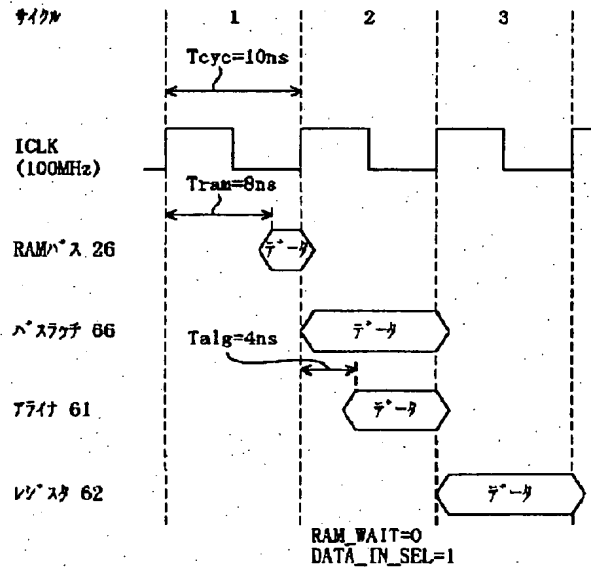 サイクル 1 2 3
Tcyc=10ns
ICLK
(100MHz)
Tram=8ns
RAMバス 26 データ
バスラッチ 66 データ
Talg=4ns
アライナ 61 データ
レジスタ 62 データ
RAM_WAIT=0
DATA_IN_SEL=1